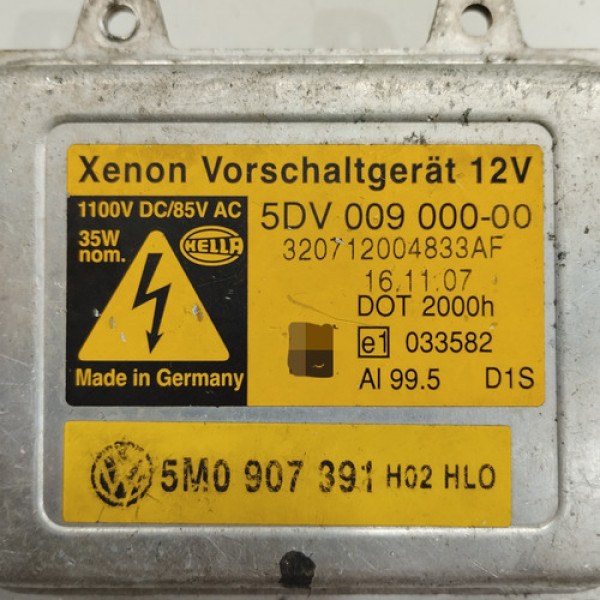 Xenon Vorschaltgerät 12V
1100V DC/85V AC
35W
nom.
HELLA
Made in Germany
5DV 009 000-00
320712004833AF
16.11.07
DOT 2000h
e1 033582
Al 99.5 D1S
5M0 907 391 H02 HLO